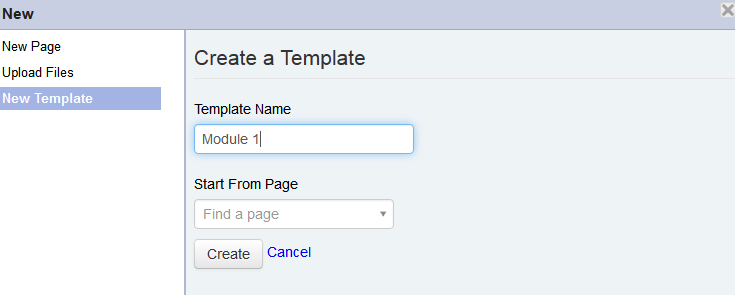 New
New Page
Upload Files
New Template
Create a Template
Template Name
Module 1
Start From Page
Find a page
Create Cancel